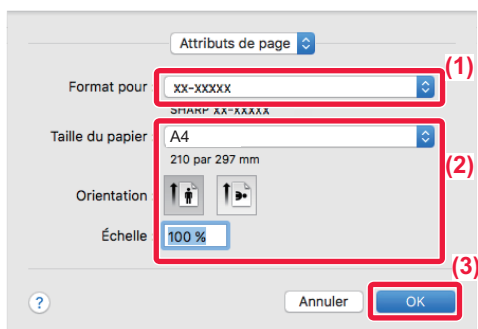 Attributs de page
(1)
Format pour : xx-xxxxx
SHARP xx-xxxxx
Taille du papier : A4
210 par 297 mm
(2)
Orientation :
Échelle : 100 %
(3)
? Annuler OK